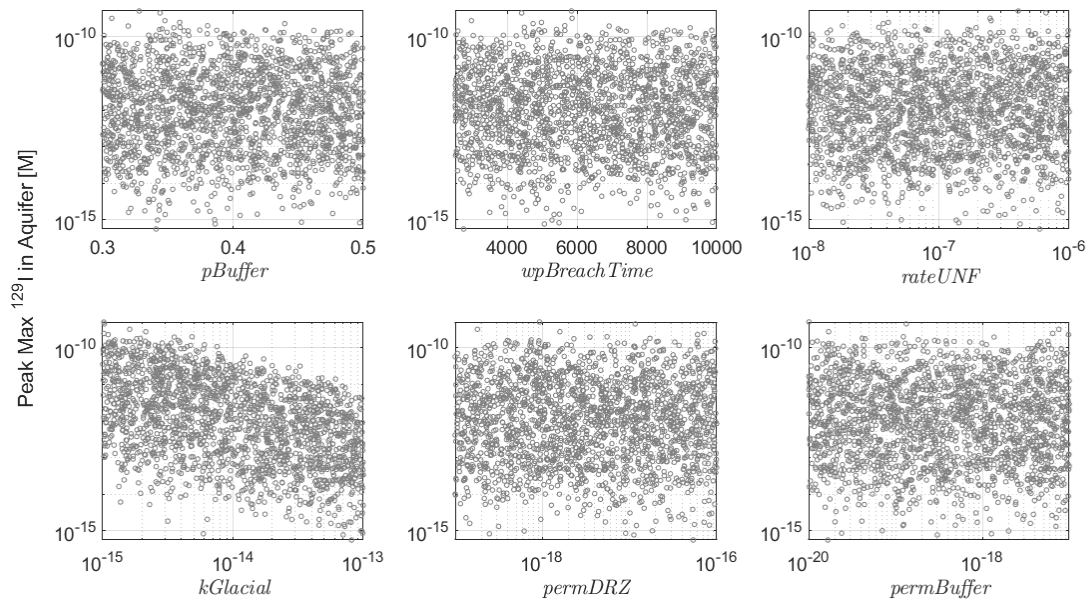 Peak Max ¹²⁹I in Aquifer [M]
10⁻¹⁰
10⁻¹⁵
0.3 0.4 0.5
pBuffer
10⁻¹⁰
10⁻¹⁵
4000 6000 8000 10000
wpBreachTime
10⁻¹⁰
10⁻¹⁵
10⁻⁸ 10⁻⁷ 10⁻⁶
rateUNF
10⁻¹⁰
10⁻¹⁵
10⁻¹⁵ 10⁻¹⁴ 10⁻¹³
kGlacial
10⁻¹⁰
10⁻¹⁵
10⁻¹⁸ 10⁻¹⁶
permDRZ
10⁻¹⁰
10⁻¹⁵
10⁻²⁰ 10⁻¹⁸
permBuffer